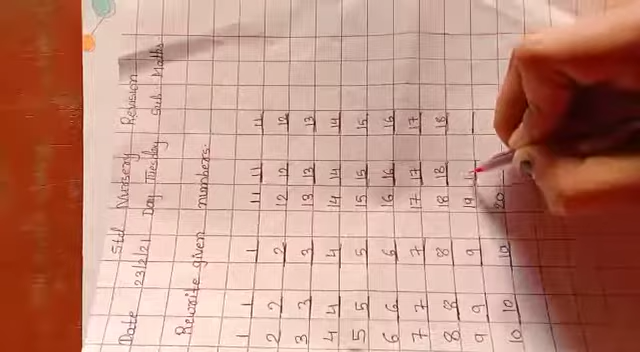 Std Nursery Revision
Date 23/2/21 Day Tuesday Sub Maths
Rewrite given numbers.
1 1 1 11 11 11
2 2 2 12 12 12
3 3 3 13 13 13
4 4 4 14 14 14
5 5 5 15 15 15
6 6 6 16 16 16
7 7 7 17 17 17
8 8 8 18 18 18
9 9 9 19 1
10 10 10 20